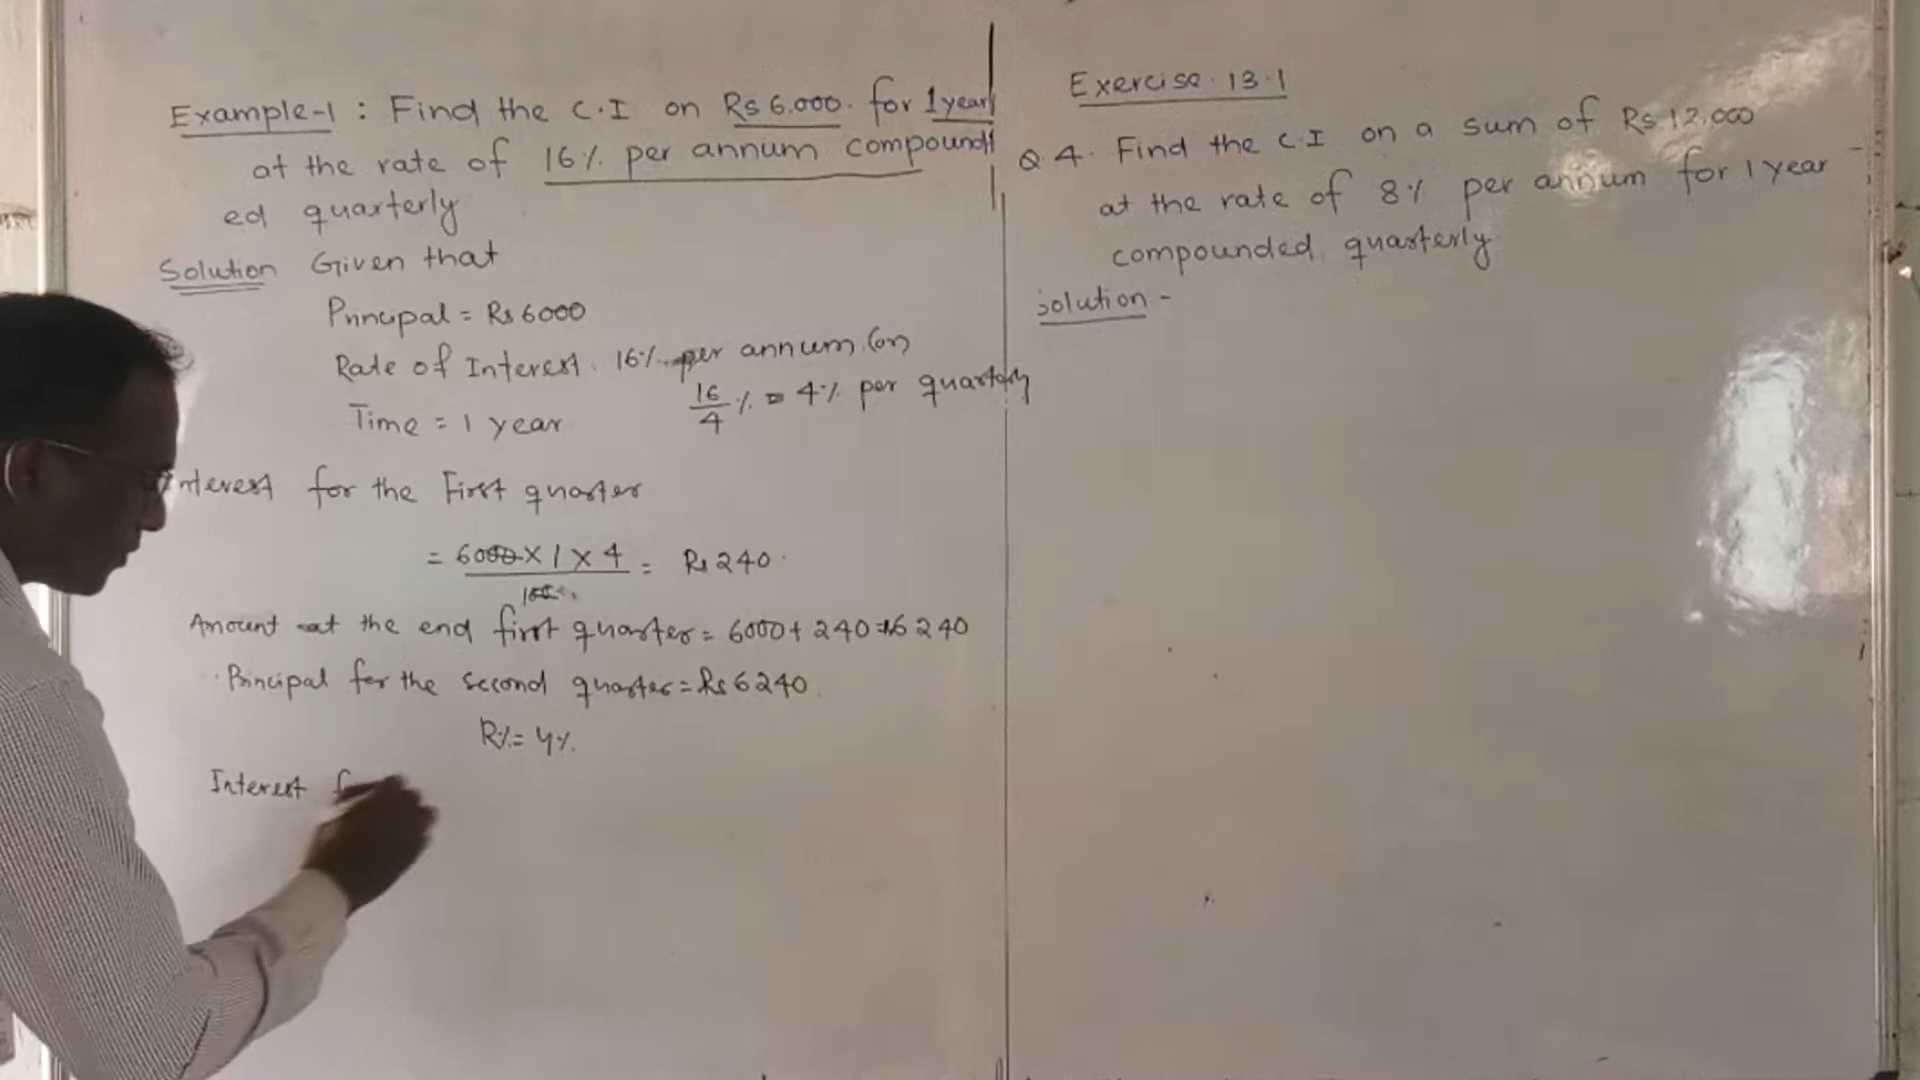 Example-1 : Find the C.I on Rs 6,000. for 1 year
at the rate of 16% per annum compound
ed quarterly
Solution Given that
Principal = Rs 6000
Rate of Interest. 16% per annum (or)
16/4 % = 4% per quarterly
Time = 1 year
Interest for the First quarter
= 6000 X 1 X 4 / 100 = Rs 240
Amount at the end first quarter = 6000 + 240 = 6240
Principal for the second quarter = Rs 6240
R% = 4%
Interest f
Exercise. 13.1
Q 4. Find the C.I on a sum of Rs 12,000
at the rate of 8% per annum for 1 year
compounded quarterly
solution -